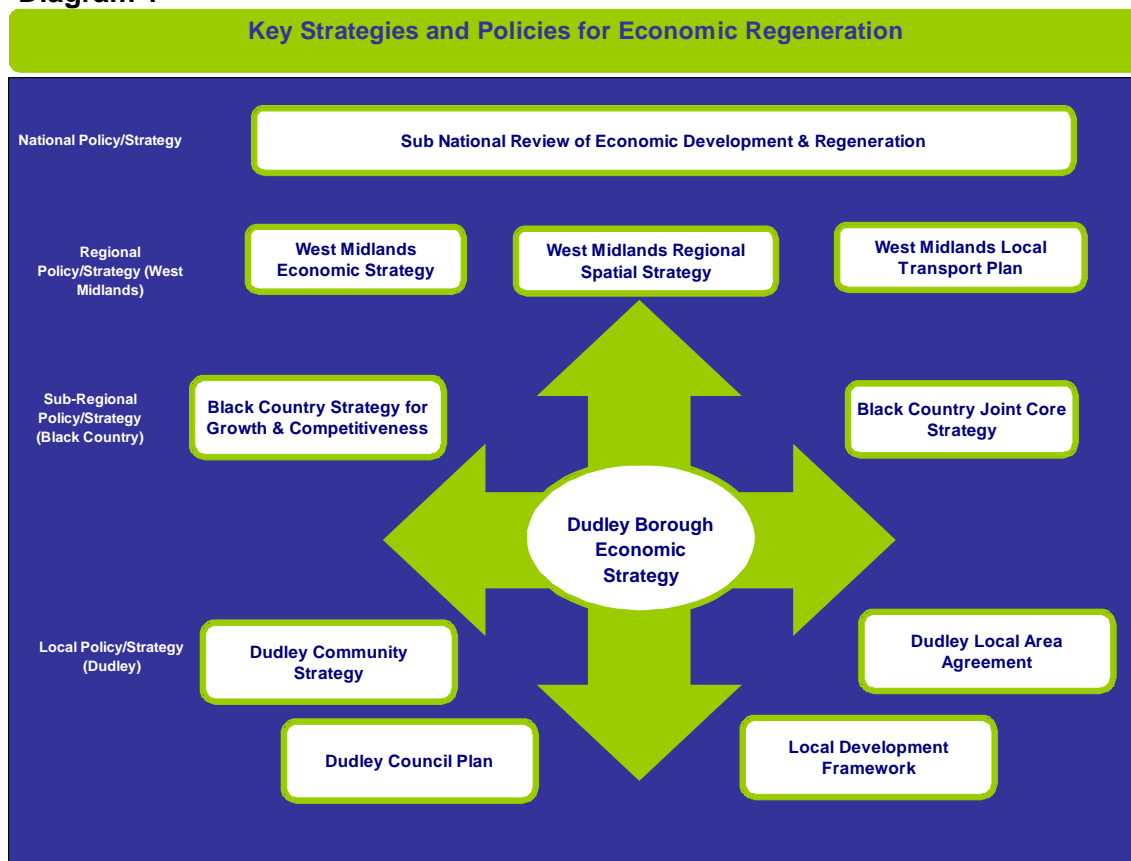 Key Strategies and Policies for Economic Regeneration
National Policy/Strategy
Sub National Review of Economic Development & Regeneration
Regional
Policy/Strategy (West
Midlands)
West Midlands
Economic Strategy
West Midlands Regional
Spatial Strategy
West Midlands Local
Transport Plan
Sub-Regional
Policy/Strategy
(Black Country)
Black Country Strategy for
Growth & Competitiveness
Black Country Joint Core
Strategy
Dudley Borough
Economic
Strategy
Local Policy/Strategy
(Dudley)
Dudley Community
Strategy
Dudley Local Area
Agreement
Dudley Council Plan
Local Development
Framework